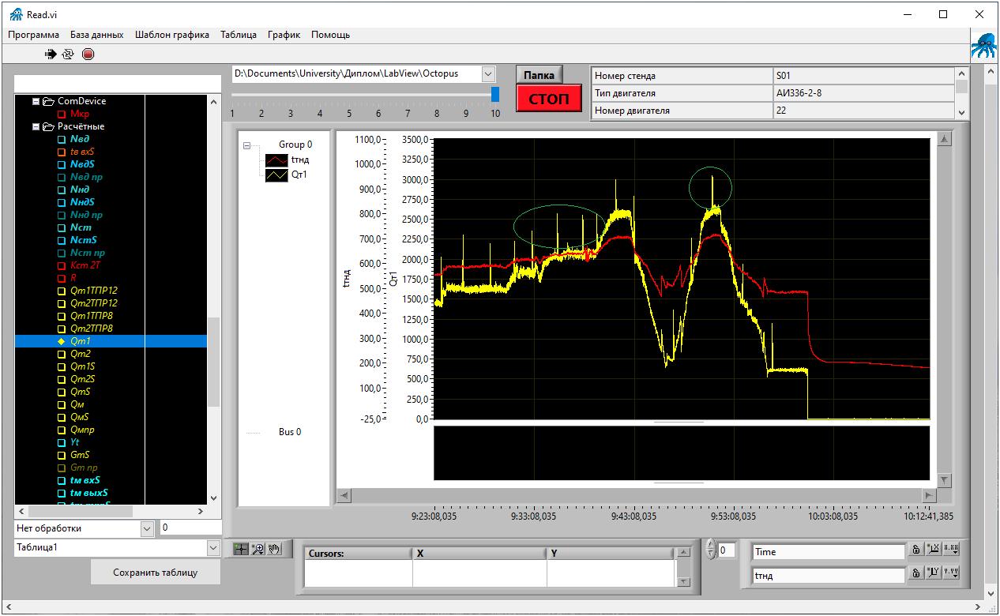 Read.vi
Программа База данных Шаблон графика Таблица График Помощь
D:\Documents\University\Диплом\LabView\Octopus
1 2 3 4 5 6 7 8 9 10
Папка
СТОП
Номер стенда S01
Тип двигателя АИ336-2-8
Номер двигателя 22
ComDevice
Мкр
Расчётные
Nвд
tв вхS
NвдS
Nвд пр
Nнд
NндS
Nнд пр
Nст
NстS
Nст пр
Kст 2T
R
Qт1ТПР12
Qт2ТПР12
Qт1ТПР8
Qт2ТПР8
Qт1
Qт2
Qт1S
Qт2S
QтS
Qм
QмS
Qмпр
Yt
GтS
Gт пр
tм вхS
tм выхS
Нет обработки 0
Таблица1
Сохранить таблицу
Group 0
tтнд
Qт1
Bus 0
tтнд
1100,0
1000,0
900,0
800,0
700,0
600,0
500,0
400,0
300,0
200,0
100,0
-25,0
Qт1
3500,0
3250,0
3000,0
2750,0
2500,0
2250,0
2000,0
1750,0
1500,0
1250,0
1000,0
750,0
500,0
250,0
0,0
9:23:08,035 9:33:08,035 9:43:08,035 9:53:08,035 10:03:08,035 10:12:41,385
Cursors: X Y
0
Time
tтнд